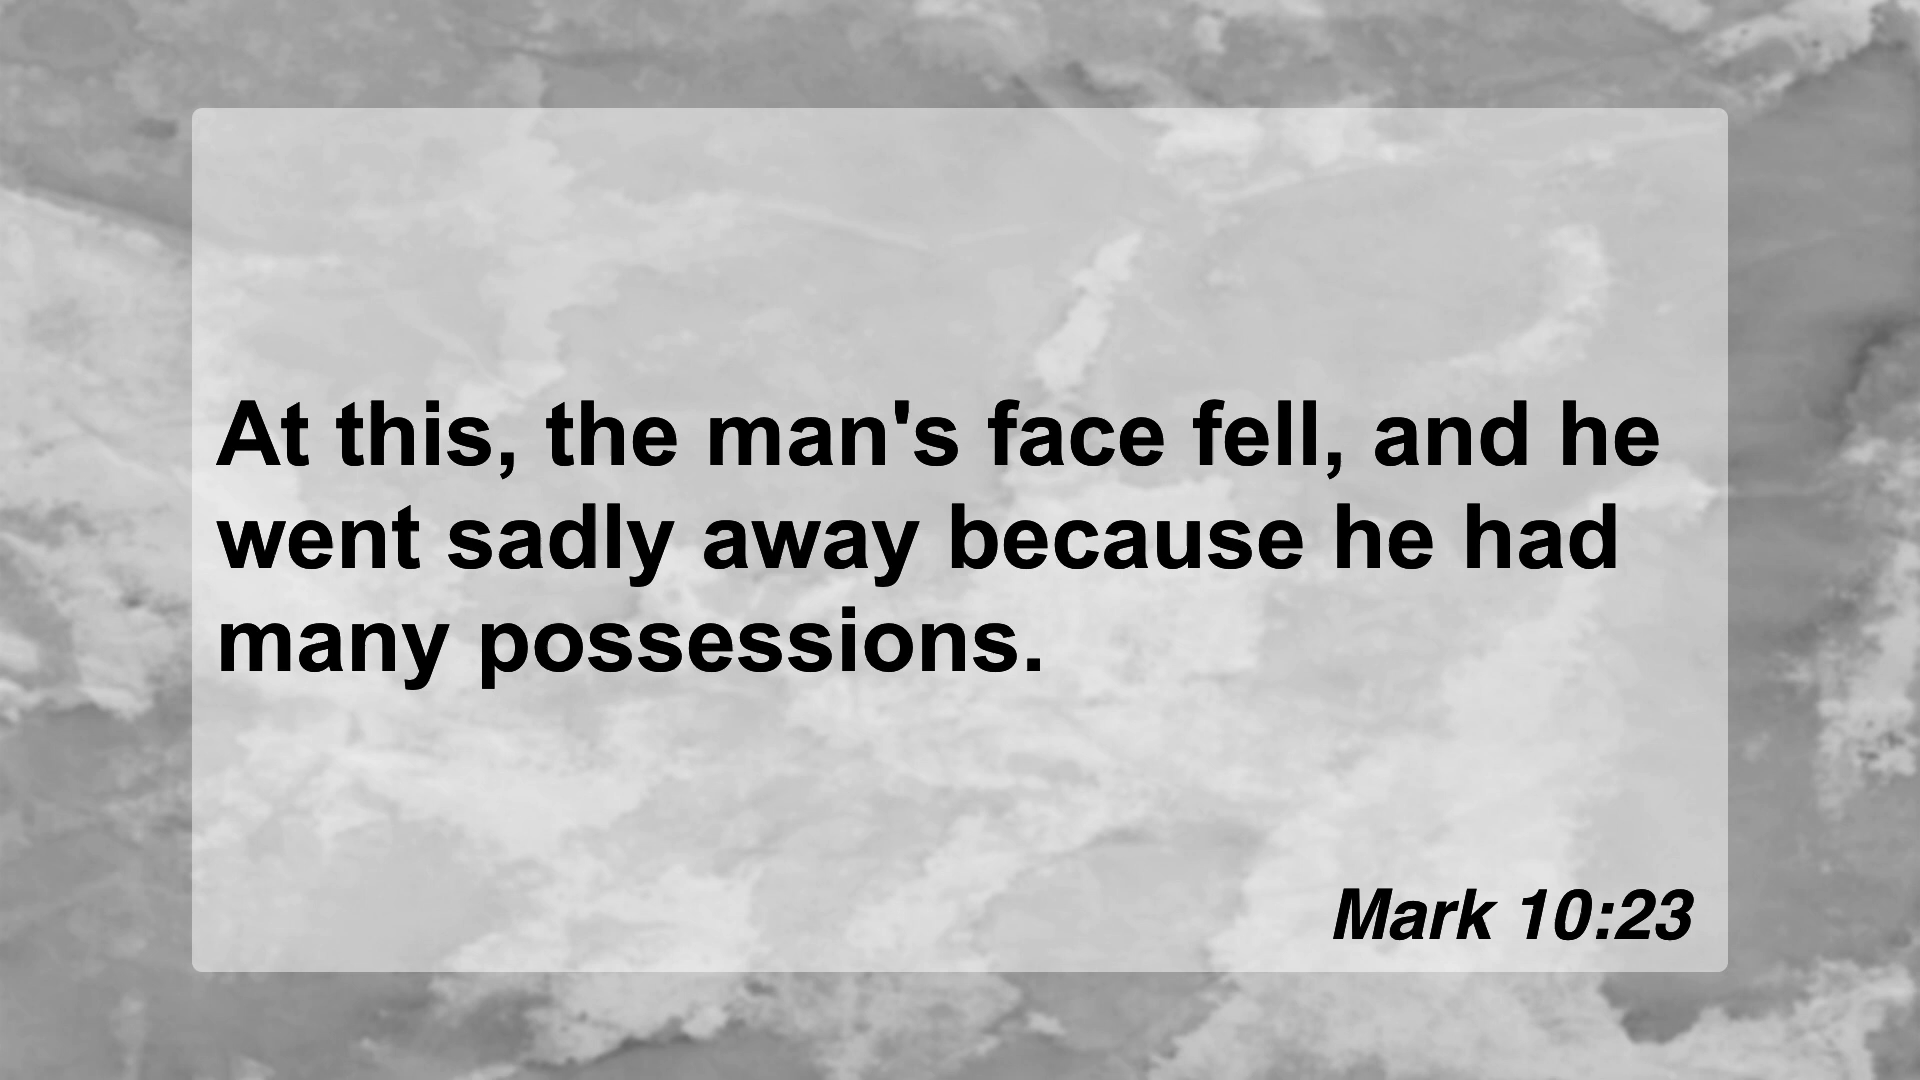 At this, the man's face fell, and he
went sadly away because he had
many possessions.
Mark 10:23